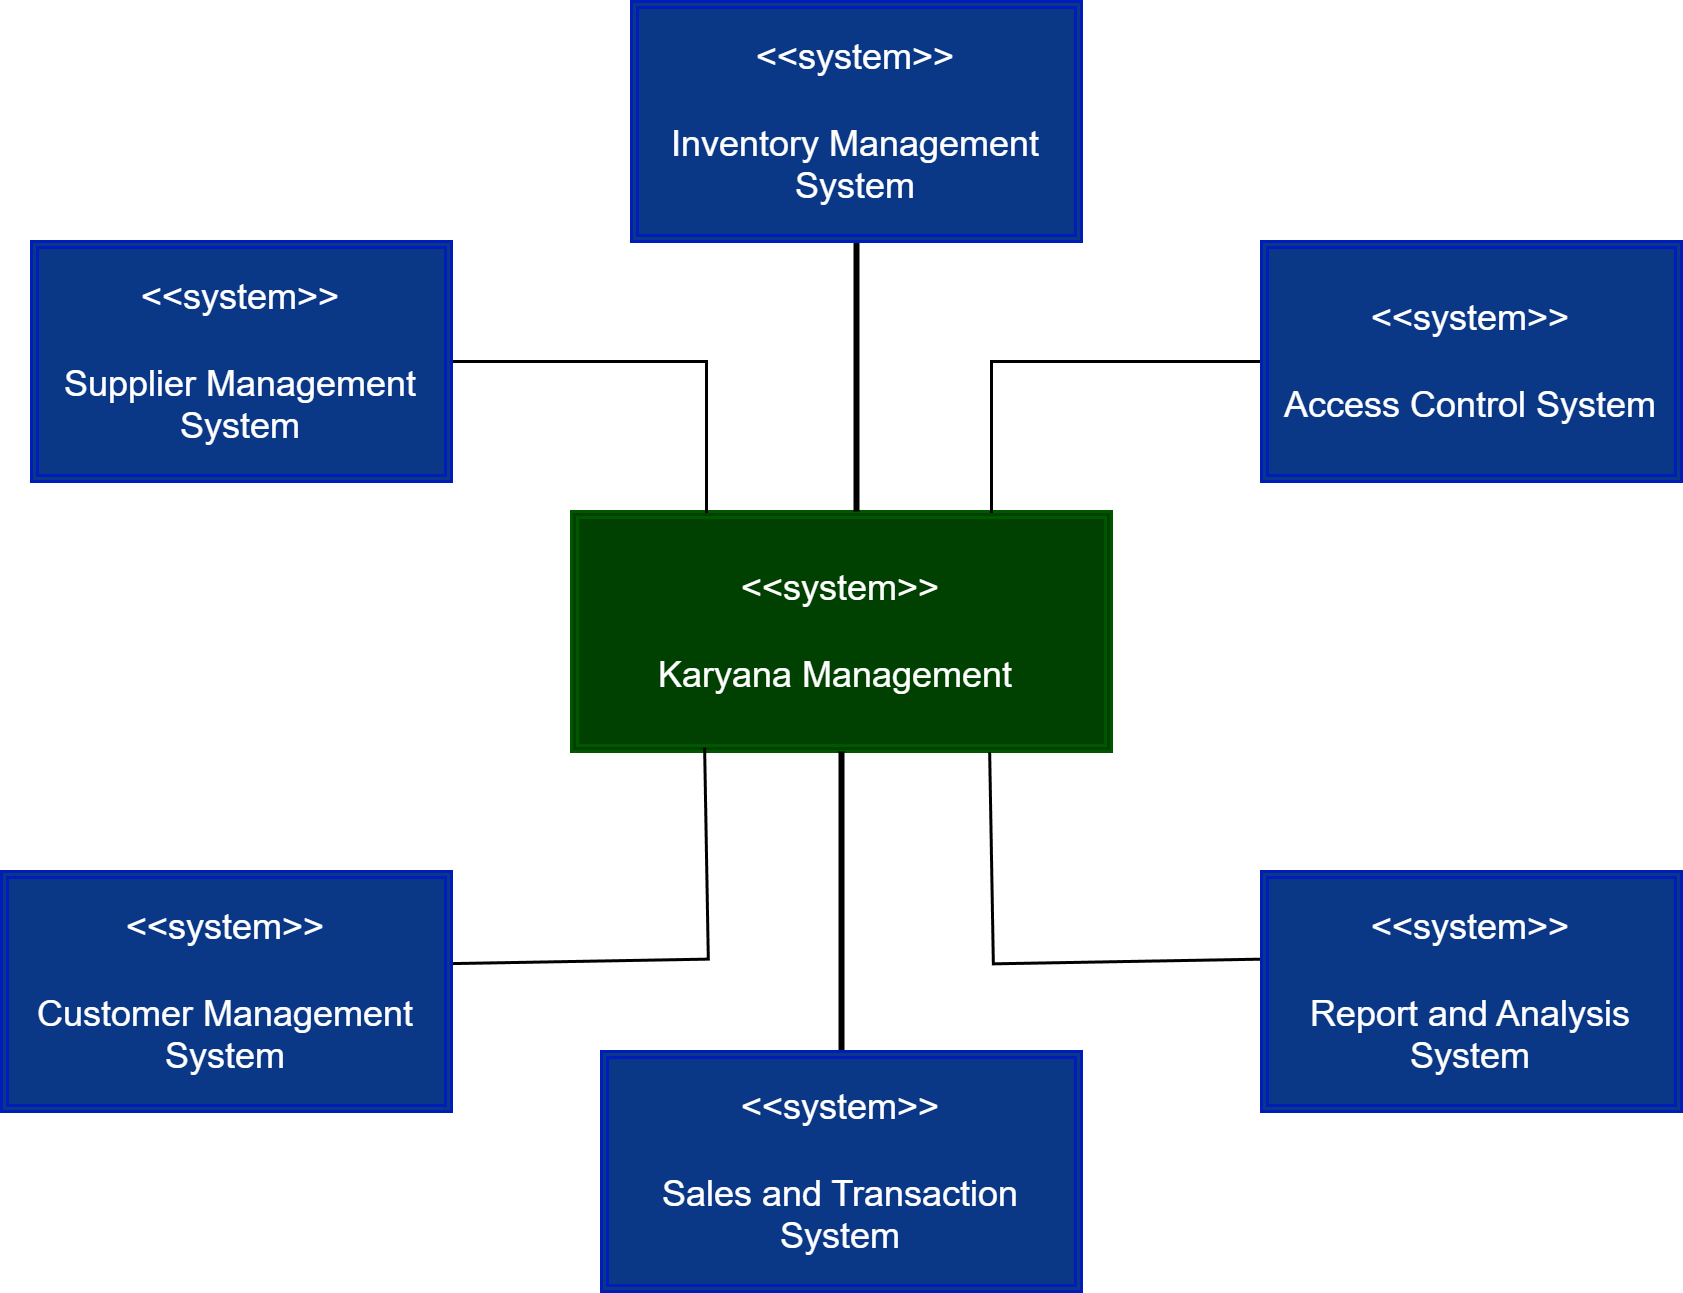 <<system>>
Inventory Management
System
<<system>>
Supplier Management
System
<<system>>
Access Control System
<<system>>
Karyana Management
<<system>>
Customer Management
System
<<system>>
Report and Analysis
System
<<system>>
Sales and Transaction
System